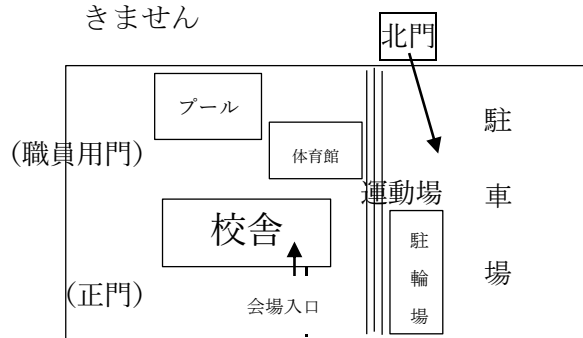 きません
北門
プール
(職員用門)
体育館
運動場
駐車場
校舎
駐輪場
(正門)
会場入口